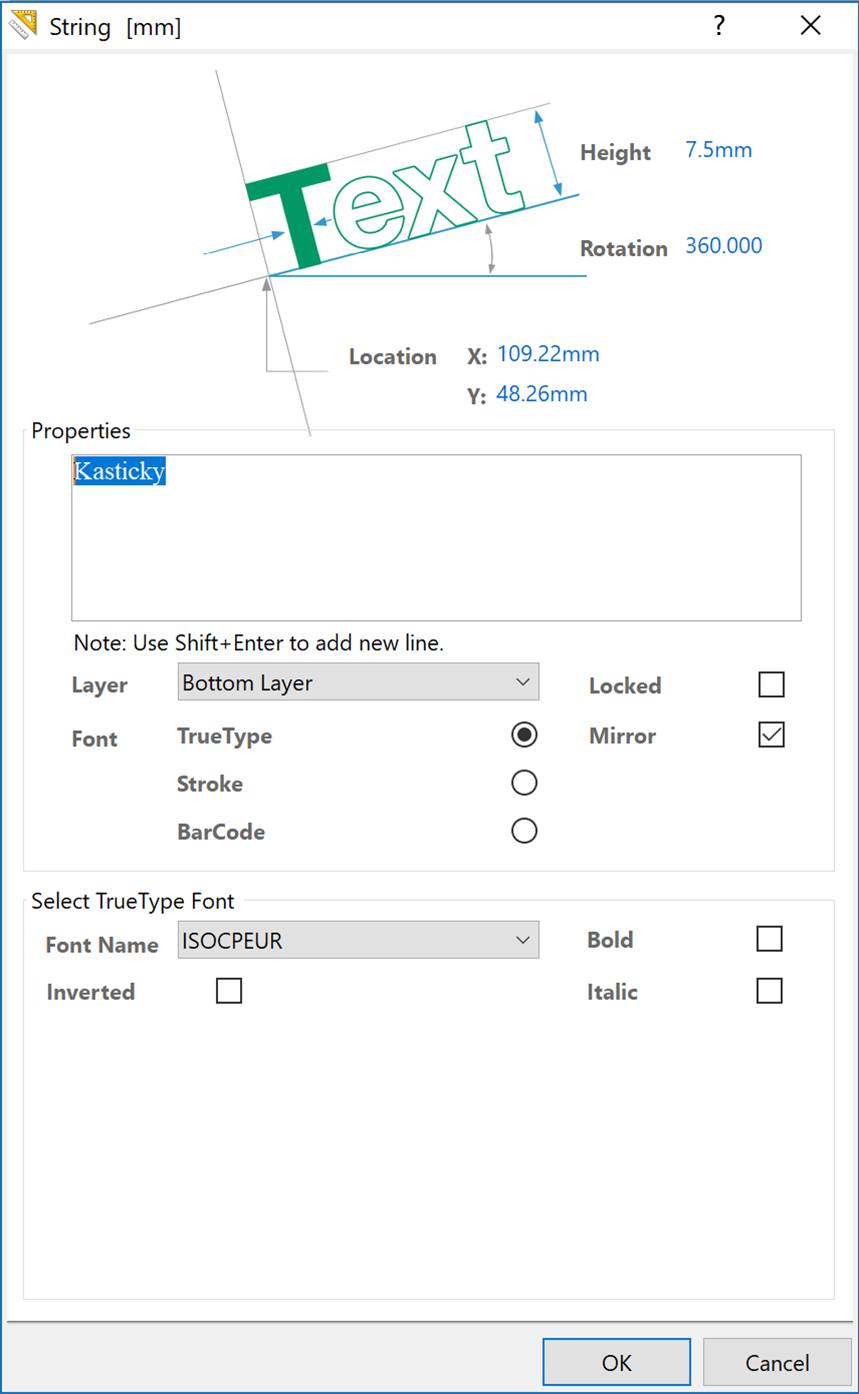 String [mm]
?
Text
Height 7.5mm
Rotation 360.000
Location X: 109.22mm
Y: 48.26mm
Properties
Kasticky
Note: Use Shift+Enter to add new line.
Layer Bottom Layer Locked
Font TrueType Mirror
Stroke
BarCode
Select TrueType Font
Font Name ISOCPEUR Bold
Inverted Italic
OK Cancel